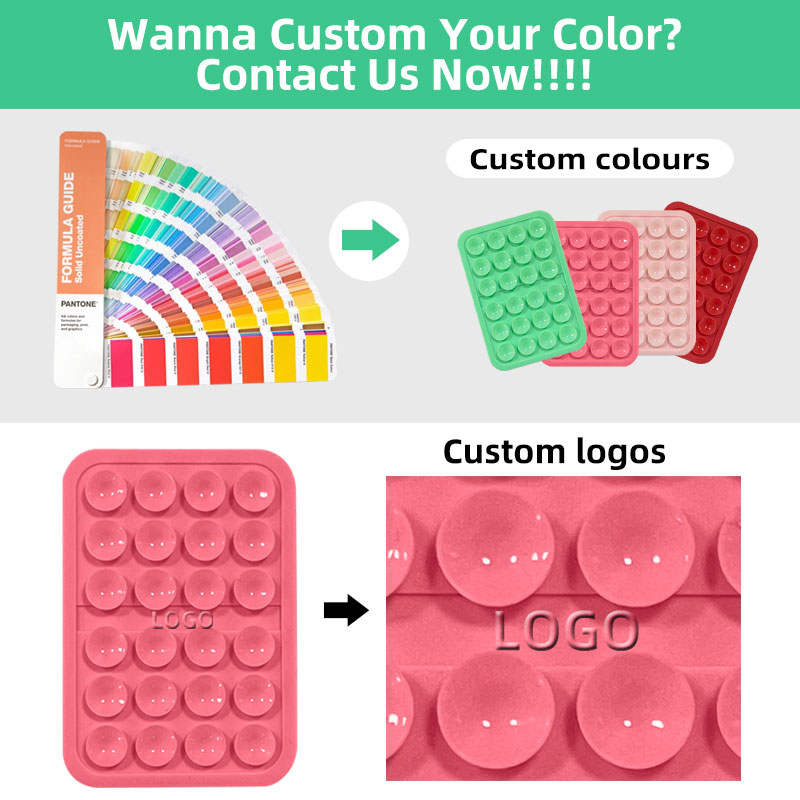 Wanna Custom Your Color?
Contact Us Now!!!!
FORMULA GUIDE
Solid Uncoated
PANTONE
Custom colours
Custom logos
LOGO
LOGO